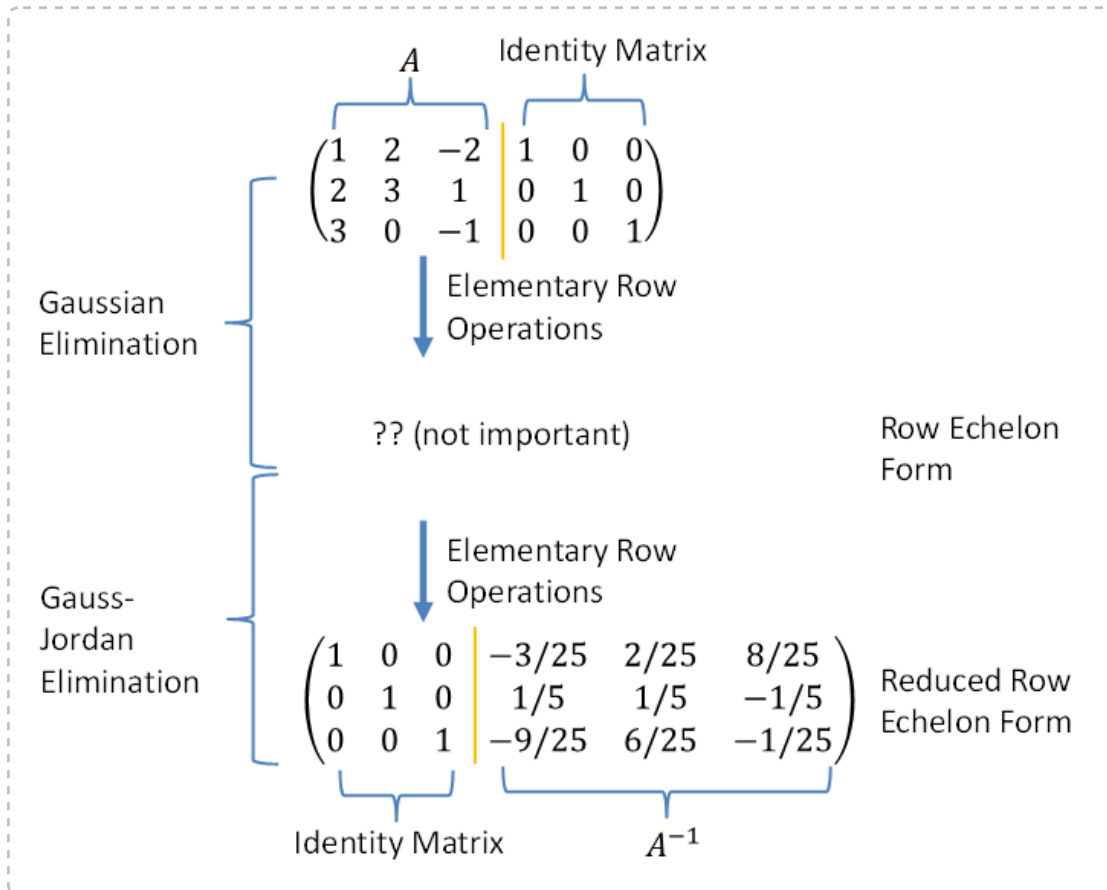 A
Identity Matrix
1 2 −2 1 0 0
2 3 1 0 1 0
3 0 −1 0 0 1
Elementary Row
Operations
Gaussian
Elimination
?? (not important)
Row Echelon
Form
Elementary Row
Operations
Gauss-
Jordan
Elimination
1 0 0 −3/25 2/25 8/25
0 1 0 1/5 1/5 −1/5
0 0 1 −9/25 6/25 −1/25
Reduced Row
Echelon Form
Identity Matrix
A⁻¹